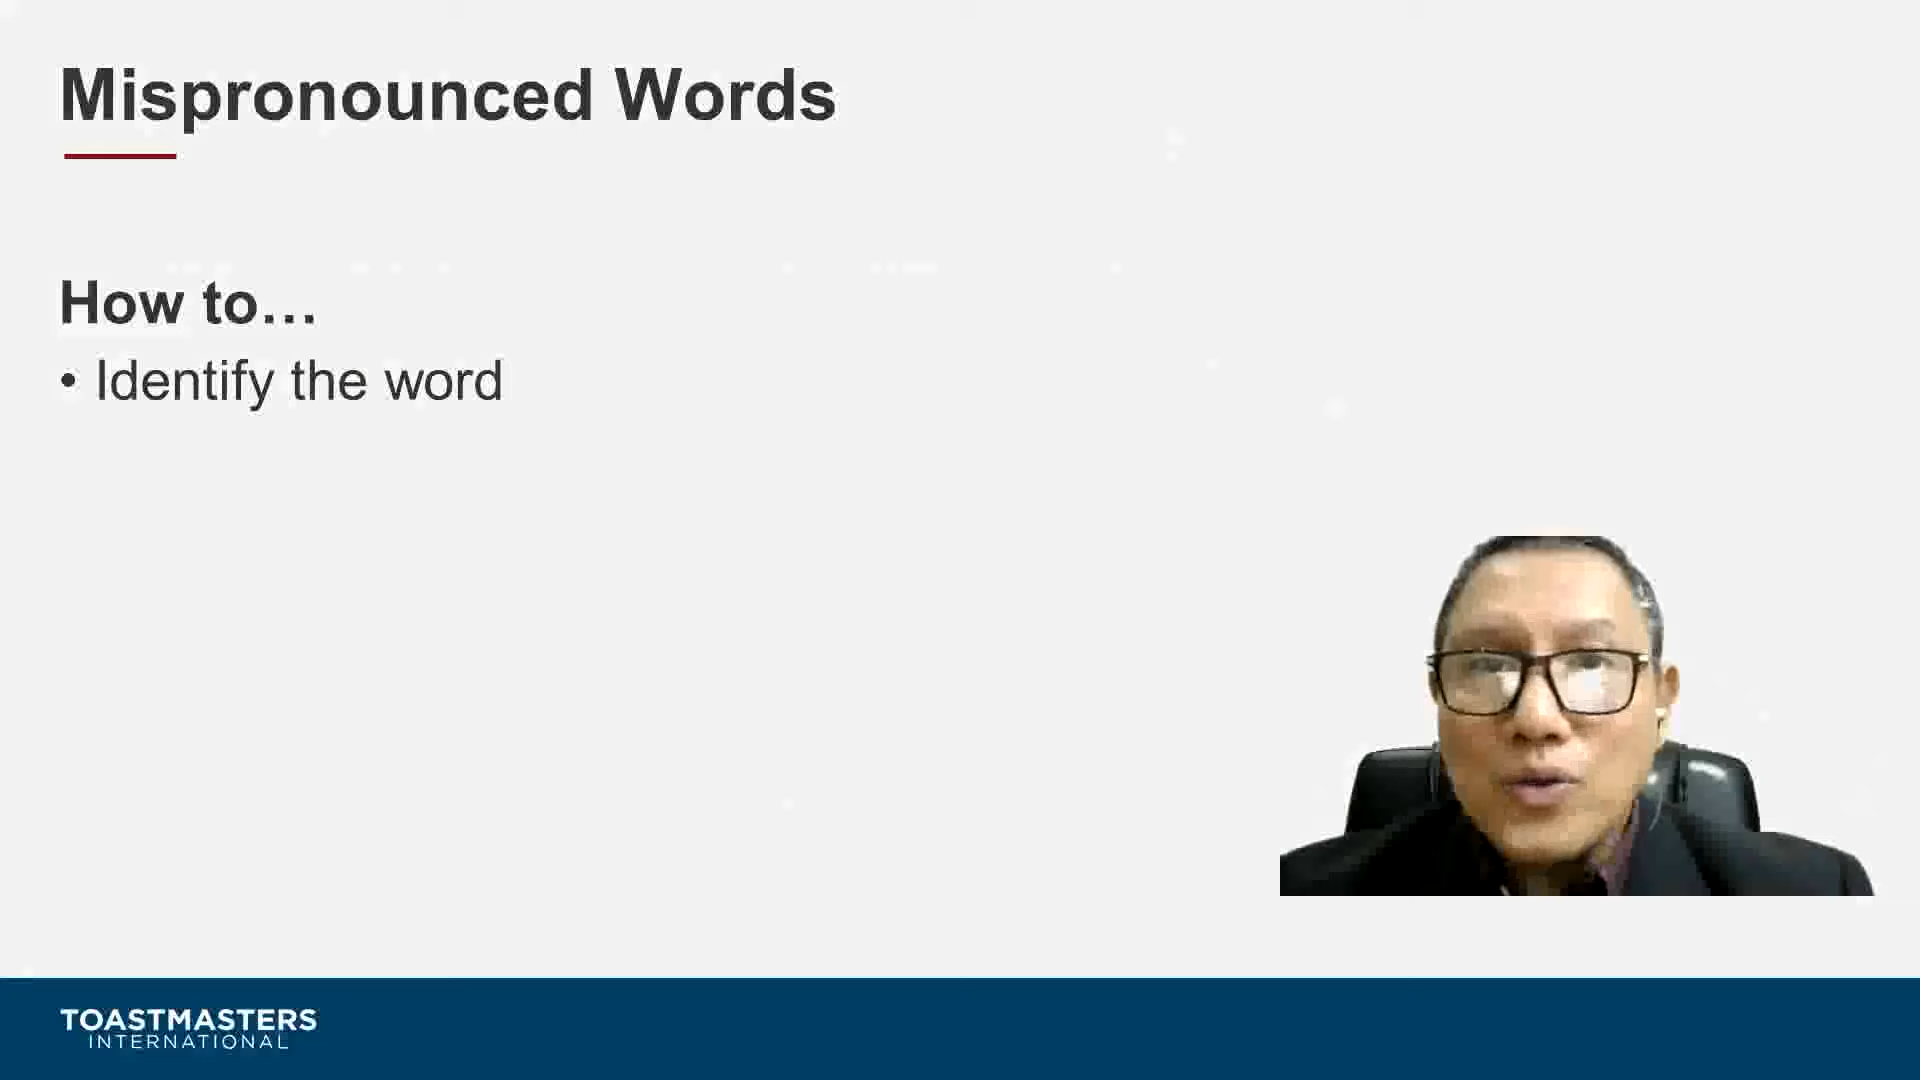 Mispronounced Words
How to…
• Identify the word
TOASTMASTERS
INTERNATIONAL